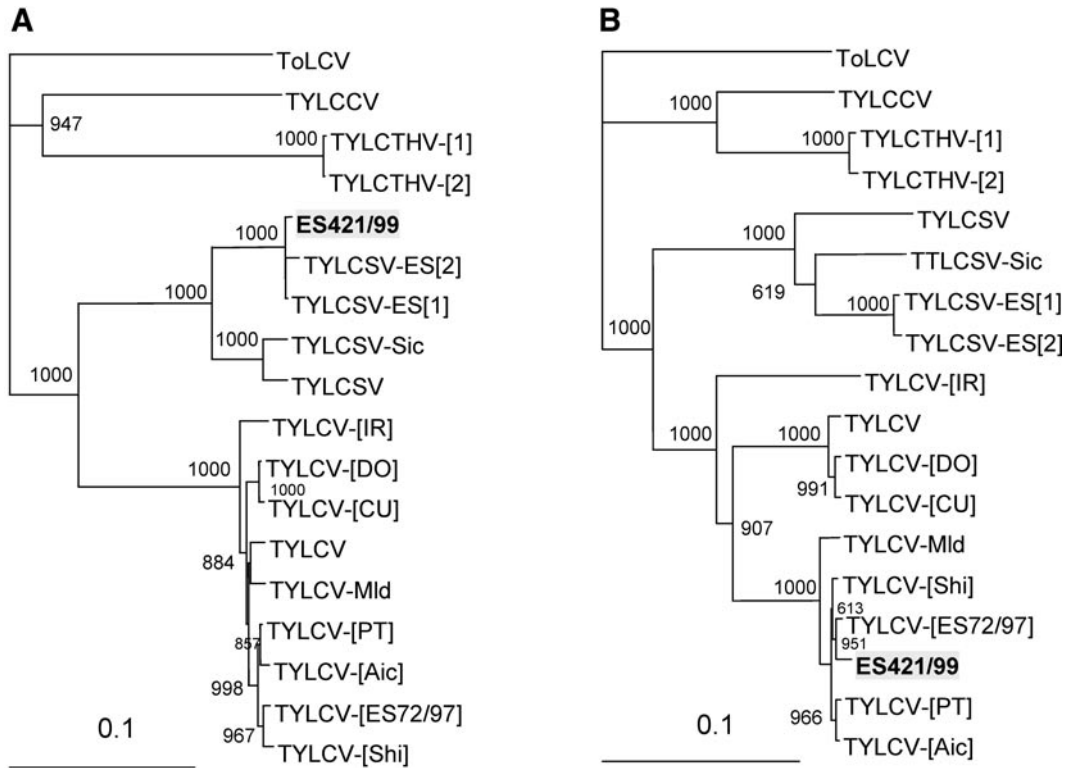 A
ToLCV
TYLCCV
947
1000
TYLCTHV-[1]
TYLCTHV-[2]
ES421/99
1000
TYLCSV-ES[2]
1000
TYLCSV-ES[1]
1000
TYLCSV-Sic
1000
TYLCSV
TYLCV-[IR]
1000
TYLCV-[DO]
1000
TYLCV-[CU]
TYLCV
884
TYLCV-Mld
TYLCV-[PT]
857
TYLCV-[Aic]
998
TYLCV-[ES72/97]
967
TYLCV-[Shi]
0.1
B
ToLCV
1000
TYLCCV
1000
TYLCTHV-[1]
TYLCTHV-[2]
TYLCSV
1000
TTLCSV-Sic
619
1000
TYLCSV-ES[1]
1000
TYLCSV-ES[2]
TYLCV-[IR]
1000
1000
TYLCV
TYLCV-[DO]
991
TYLCV-[CU]
907
TYLCV-Mld
1000
TYLCV-[Shi]
613
TYLCV-[ES72/97]
951
ES421/99
966
TYLCV-[PT]
TYLCV-[Aic]
0.1